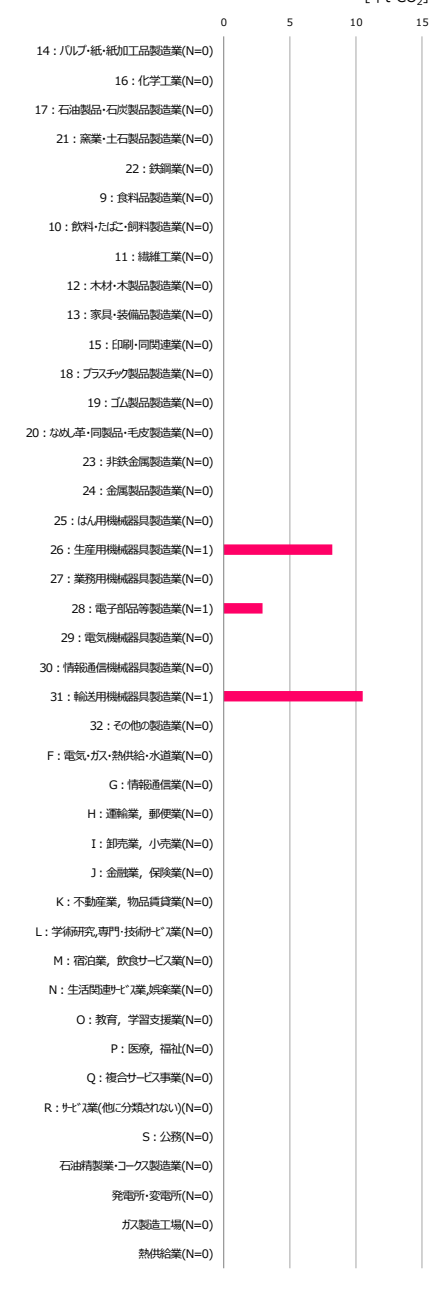 0 5 10 15
14：パルプ・紙・紙加工品製造業(N=0)
16：化学工業(N=0)
17：石油製品・石炭製品製造業(N=0)
21：窯業・土石製品製造業(N=0)
22：鉄鋼業(N=0)
9：食料品製造業(N=0)
10：飲料・たばこ・飼料製造業(N=0)
11：繊維工業(N=0)
12：木材・木製品製造業(N=0)
13：家具・装備品製造業(N=0)
15：印刷・同関連業(N=0)
18：プラスチック製品製造業(N=0)
19：ゴム製品製造業(N=0)
20：なめし革・同製品・毛皮製造業(N=0)
23：非鉄金属製造業(N=0)
24：金属製品製造業(N=0)
25：はん用機械器具製造業(N=0)
26：生産用機械器具製造業(N=1)
27：業務用機械器具製造業(N=0)
28：電子部品等製造業(N=1)
29：電気機械器具製造業(N=0)
30：情報通信機械器具製造業(N=0)
31：輸送用機械器具製造業(N=1)
32：その他の製造業(N=0)
F：電気・ガス・熱供給・水道業(N=0)
G：情報通信業(N=0)
H：運輸業，郵便業(N=0)
I：卸売業，小売業(N=0)
J：金融業，保険業(N=0)
K：不動産業，物品賃貸業(N=0)
L：学術研究,専門・技術ｻｰﾋﾞｽ業(N=0)
M：宿泊業，飲食サービス業(N=0)
N：生活関連ｻｰﾋﾞｽ業,娯楽業(N=0)
O：教育，学習支援業(N=0)
P：医療，福祉(N=0)
Q：複合サービス事業(N=0)
R：ｻｰﾋﾞｽ業(他に分類されない)(N=0)
S：公務(N=0)
石油精製業・コークス製造業(N=0)
発電所・変電所(N=0)
ガス製造工場(N=0)
熱供給業(N=0)